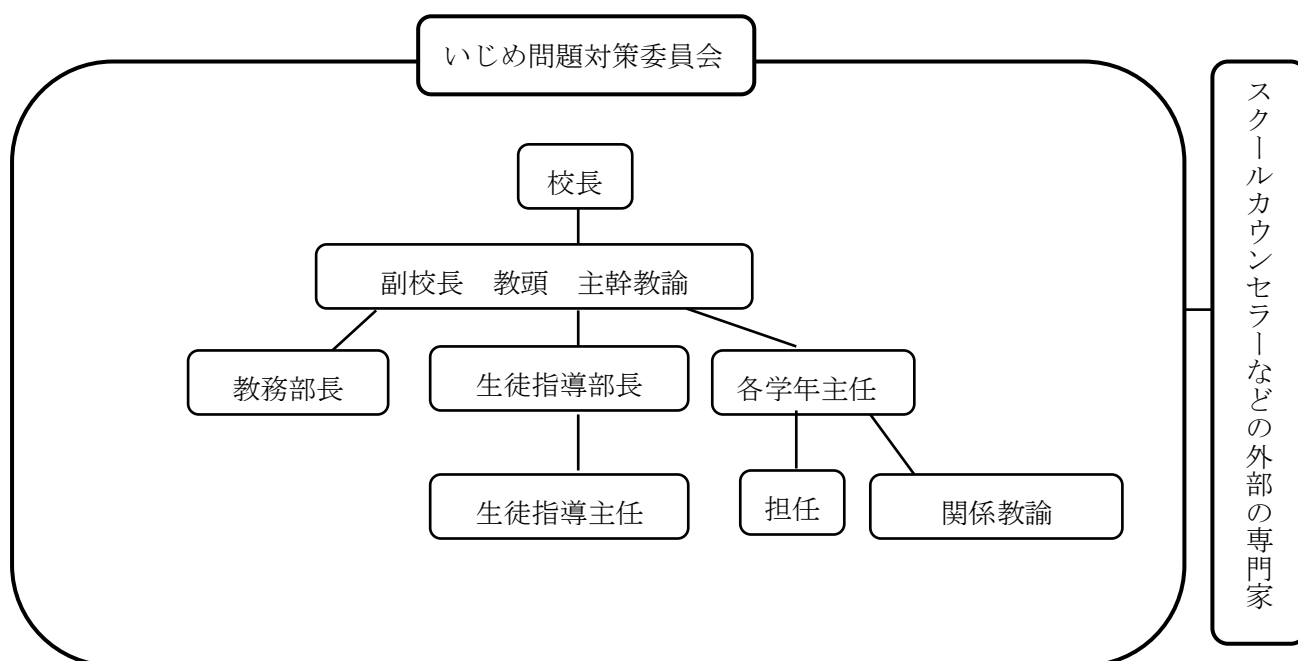 いじめ問題対策委員会
校長
副校長　教頭　主幹教諭
教務部長
生徒指導部長
各学年主任
生徒指導主任
担任
関係教諭
スクールカウンセラーなどの外部の専門家